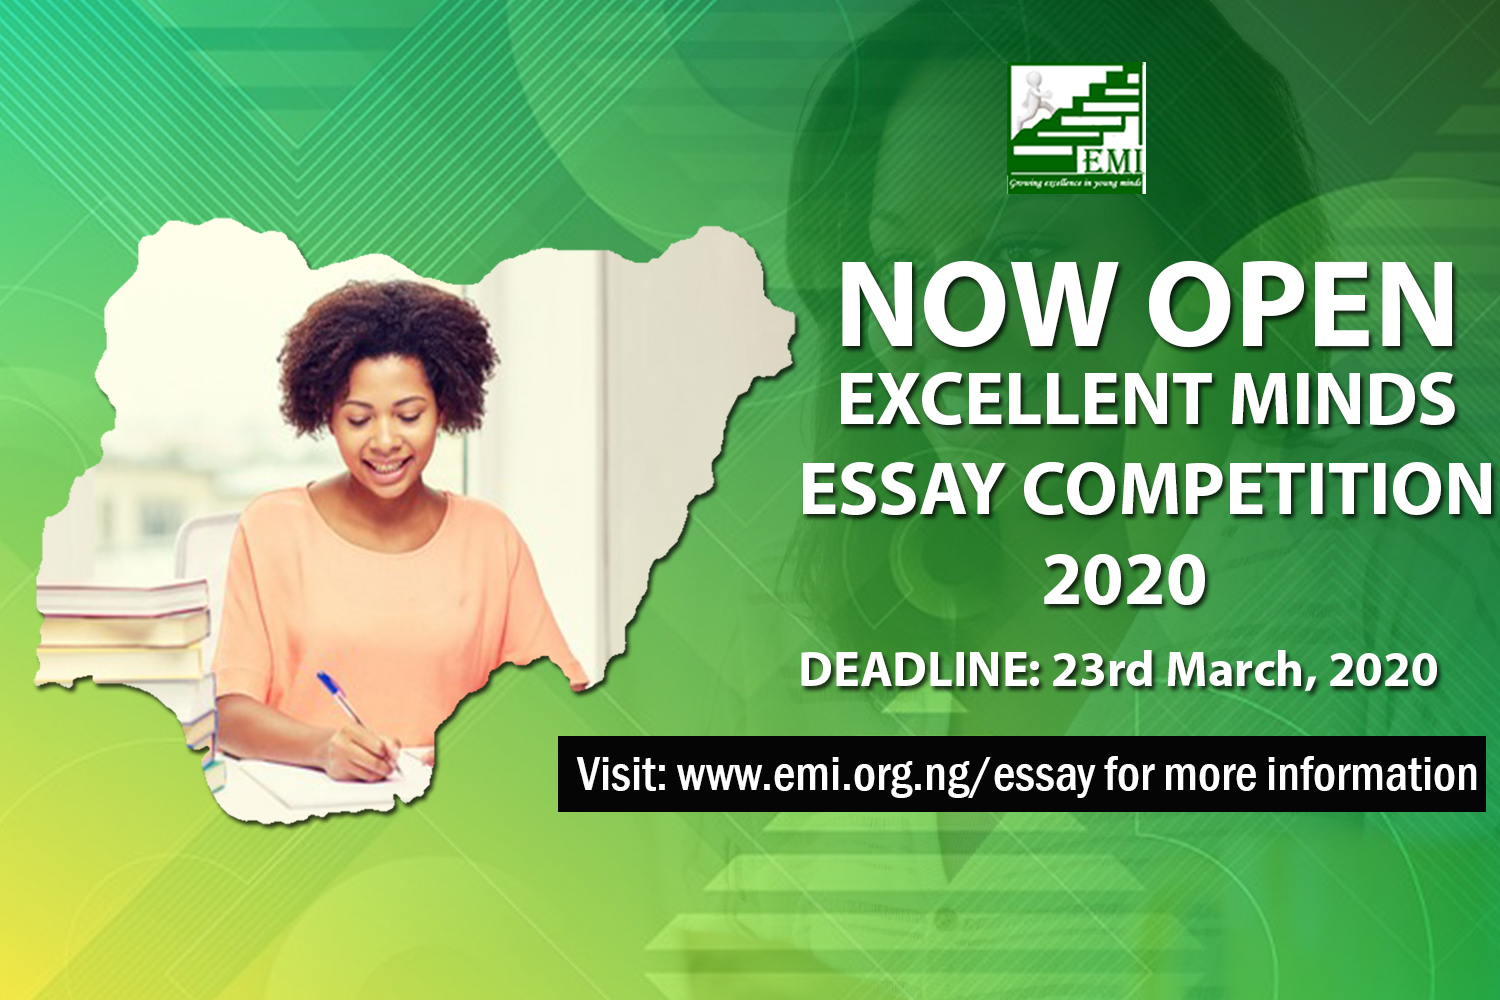 EMI
Growing excellence in young minds
NOW OPEN
EXCELLENT MINDS
ESSAY COMPETITION
2020
DEADLINE: 23rd March, 2020
Visit: www.emi.org.ng/essay for more information